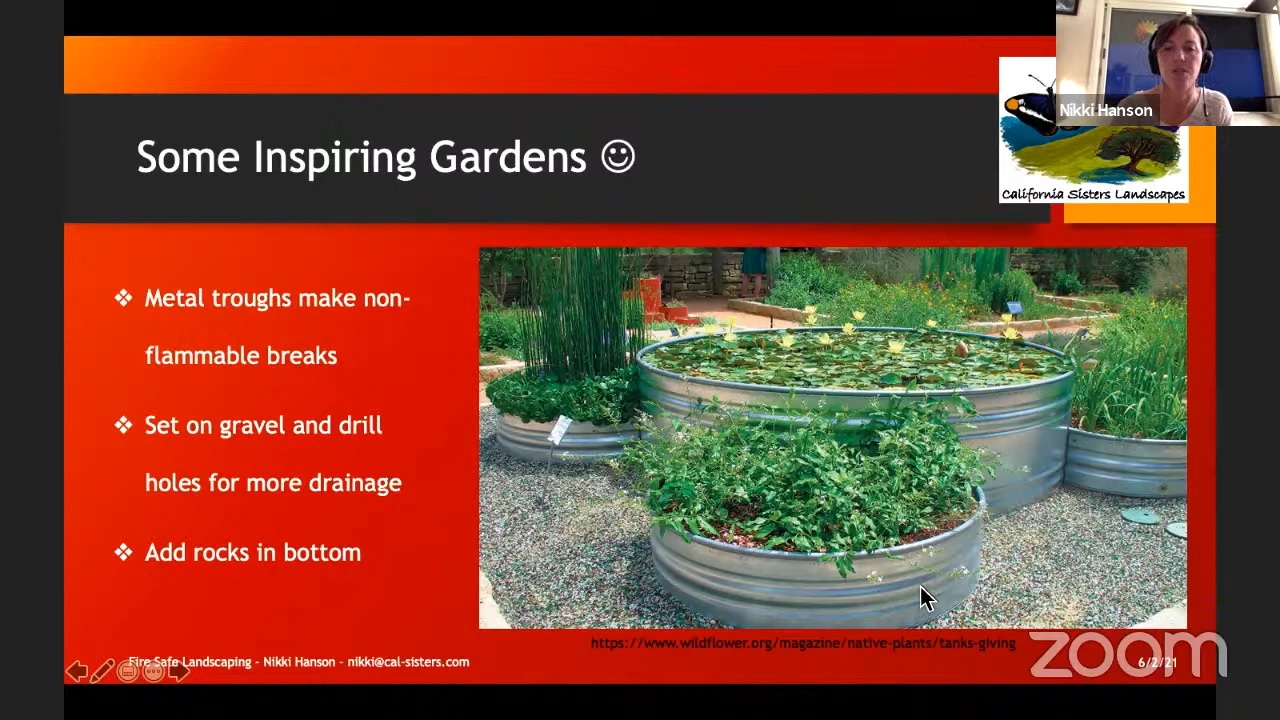 Nikki Hanson
Some Inspiring Gardens ☺
California Sisters Landscapes
❖ Metal troughs make non-
flammable breaks
❖ Set on gravel and drill
holes for more drainage
❖ Add rocks in bottom
https://www.wildflower.org/magazine/native-plants/tanks-giving
Fire Safe Landscaping - Nikki Hanson - nikki@cal-sisters.com
6/2/21
zoom